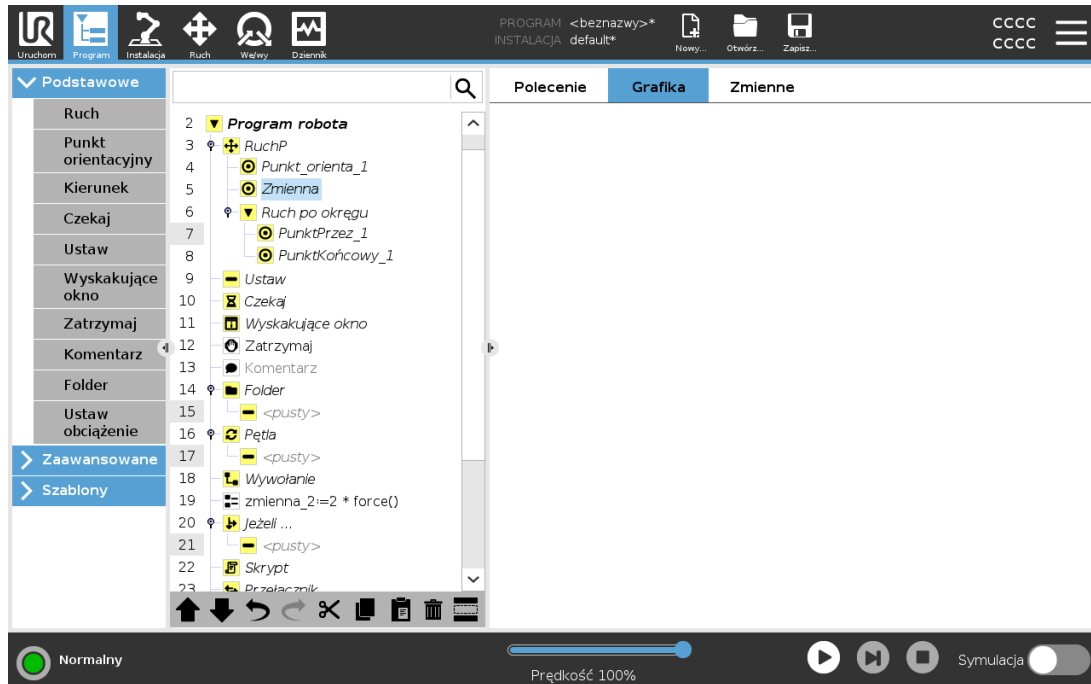 UR
PROGRAM <beznazwy>*
INSTALACJA default*
CCCC
CCCC
Uruchom Program Instalacja Ruch We/wy Dziennik Nowy... Otwórz... Zapisz...
Podstawowe
Ruch
Punkt
orientacyjny
Kierunek
Czekaj
Ustaw
Wyskakujące
okno
Zatrzymaj
Komentarz
Folder
Ustaw
obciążenie
Zaawansowane
Szablony
2 Program robota
3 RuchP
4 Punkt_orienta_1
5 Zmienna
6 Ruch po okręgu
7 PunktPrzez_1
8 PunktKońcowy_1
9 Ustaw
10 Czekaj
11 Wyskakujące okno
12 Zatrzymaj
13 Komentarz
14 Folder
15 <pusty>
16 Pętla
17 <pusty>
18 Wywołanie
19 zmienna_2:=2 * force()
20 Jeżeli ...
21 <pusty>
22 Skrypt
23 Przełącznik
Polecenie Grafika Zmienne
Normalny
Prędkość 100%
Symulacja